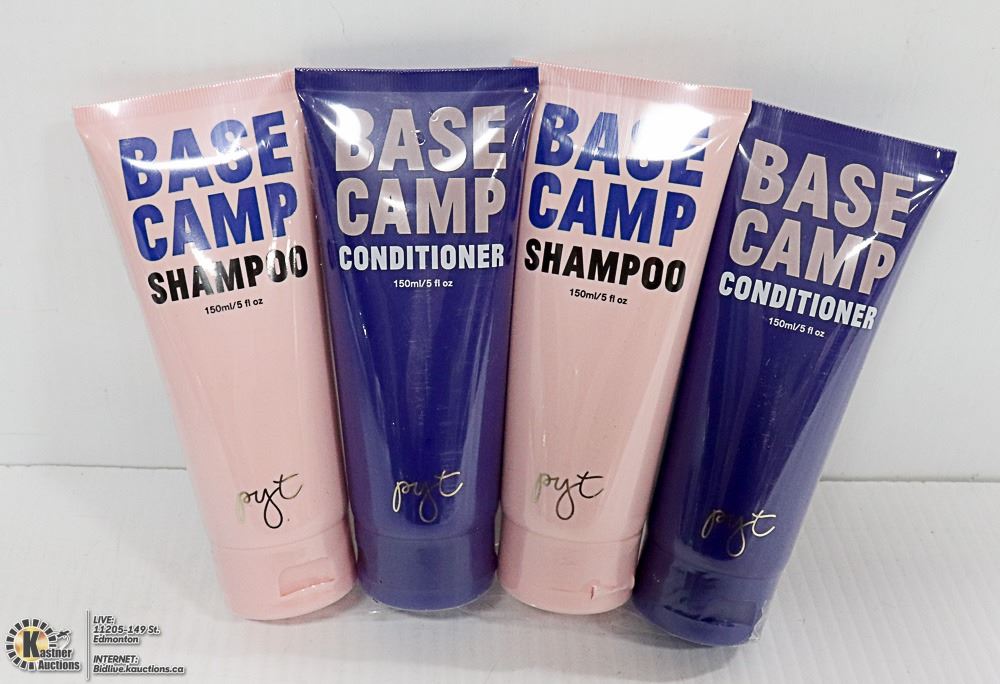 BASE
CAMP
SHAMPOO
150ml/5 fl oz
pyt
BASE
CAMP
CONDITIONER
150ml/5 fl oz
pyt
BASE
CAMP
SHAMPOO
150ml/5 fl oz
pyt
BASE
CAMP
CONDITIONER
150ml/5 fl oz
pyt
Kastner
Auctions
LIVE:
11205-149 St.
Edmonton
INTERNET:
Bidlive.kauctions.ca